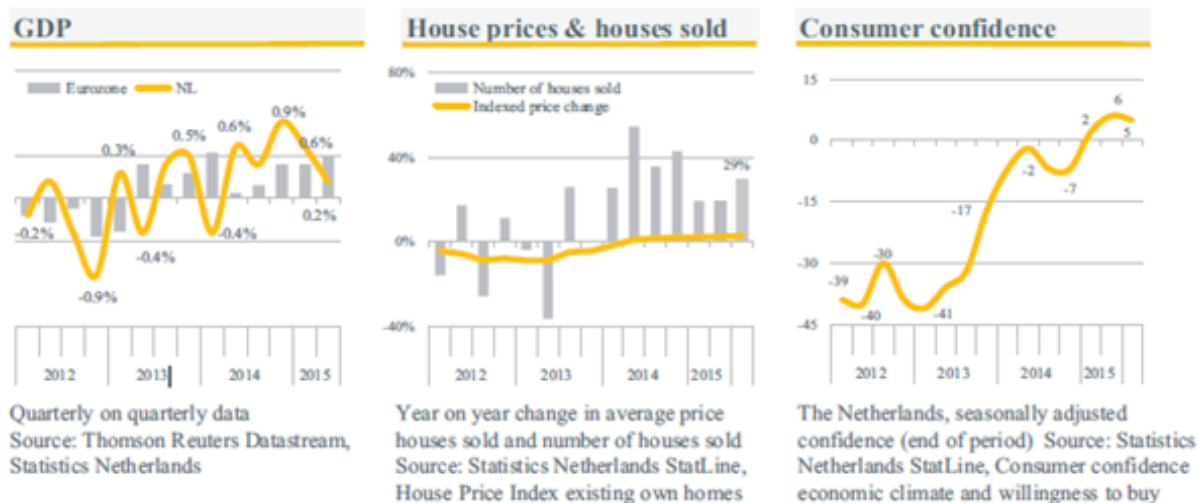 GDP
Eurozone NL
0.9%
0.6%
0.5%
0.3%
0.6%
-0.2%
0.2%
-0.4%
-0.4%
-0.9%
2012 2013 2014 2015
Quarterly on quarterly data
Source: Thomson Reuters Datastream,
Statistics Netherlands
House prices & houses sold
80%
Number of houses sold
Indexed price change
40%
29%
0%
-40%
2012 2013 2014 2015
Year on year change in average price
houses sold and number of houses sold
Source: Statistics Netherlands StatLine,
House Price Index existing own homes
Consumer confidence
15
6
2
5
0
-2
-7
-15
-17
-30
-30
-39
-40
-41
-45
2012 2013 2014 2015
The Netherlands, seasonally adjusted
confidence (end of period) Source: Statistics
Netherlands StatLine, Consumer confidence
economic climate and willingness to buy